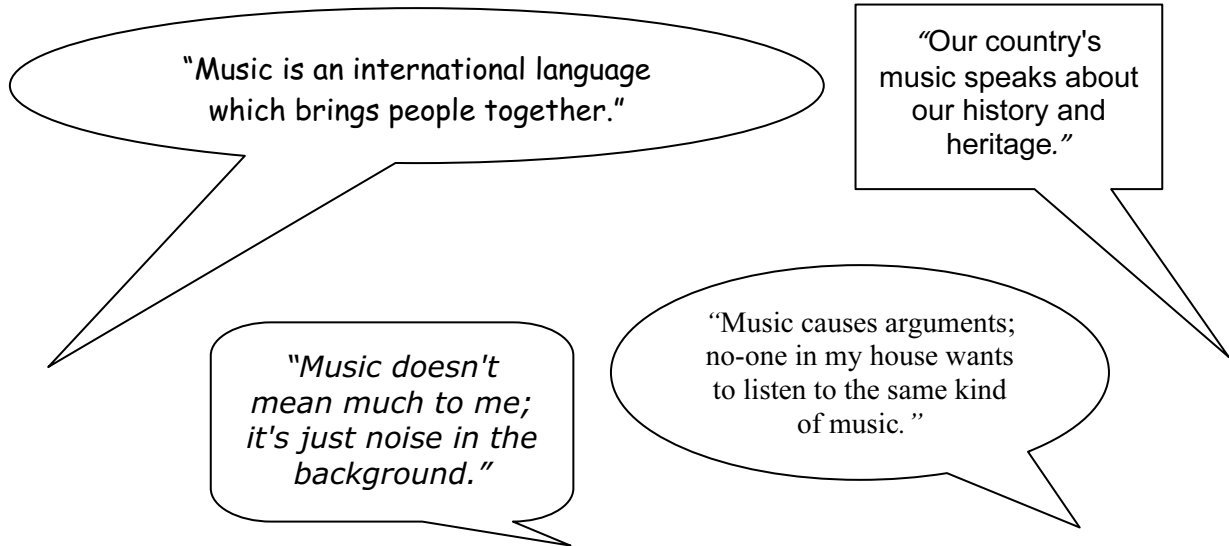 “Music is an international language
which brings people together.”
“Our country's
music speaks about
our history and
heritage.”
“Music doesn't
mean much to me;
it's just noise in the
background.”
“Music causes arguments;
no-one in my house wants
to listen to the same kind
of music.”